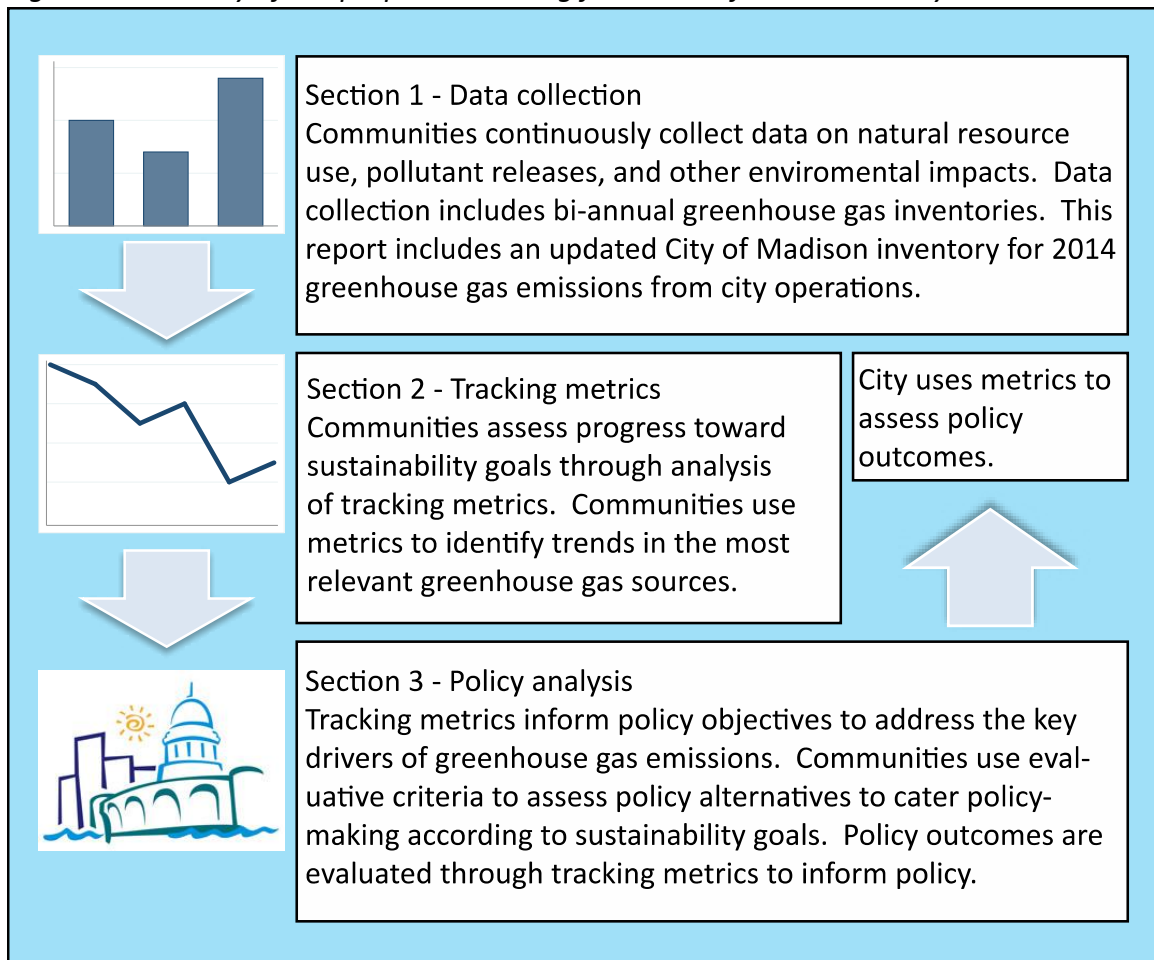 Section 1 - Data collection
Communities continuously collect data on natural resource
use, pollutant releases, and other enviromental impacts.  Data
collection includes bi-annual greenhouse gas inventories.  This
report includes an updated City of Madison inventory for 2014
greenhouse gas emissions from city operations.
Section 2 - Tracking metrics
Communities assess progress toward
sustainability goals through analysis
of tracking metrics.  Communities use
metrics to identify trends in the most
relevant greenhouse gas sources.
City uses metrics to
assess policy
outcomes.
Section 3 - Policy analysis
Tracking metrics inform policy objectives to address the key
drivers of greenhouse gas emissions.  Communities use eval-
uative criteria to assess policy alternatives to cater policy-
making according to sustainability goals.  Policy outcomes are
evaluated through tracking metrics to inform policy.